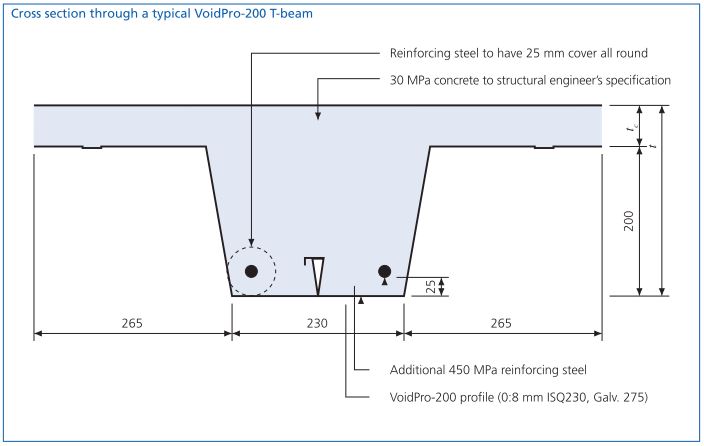 Cross section through a typical VoidPro-200 T-beam
Reinforcing steel to have 25 mm cover all round
30 MPa concrete to structural engineer's specification
tc
t
200
25
265
230
265
Additional 450 MPa reinforcing steel
VoidPro-200 profile (0:8 mm ISQ230, Galv. 275)